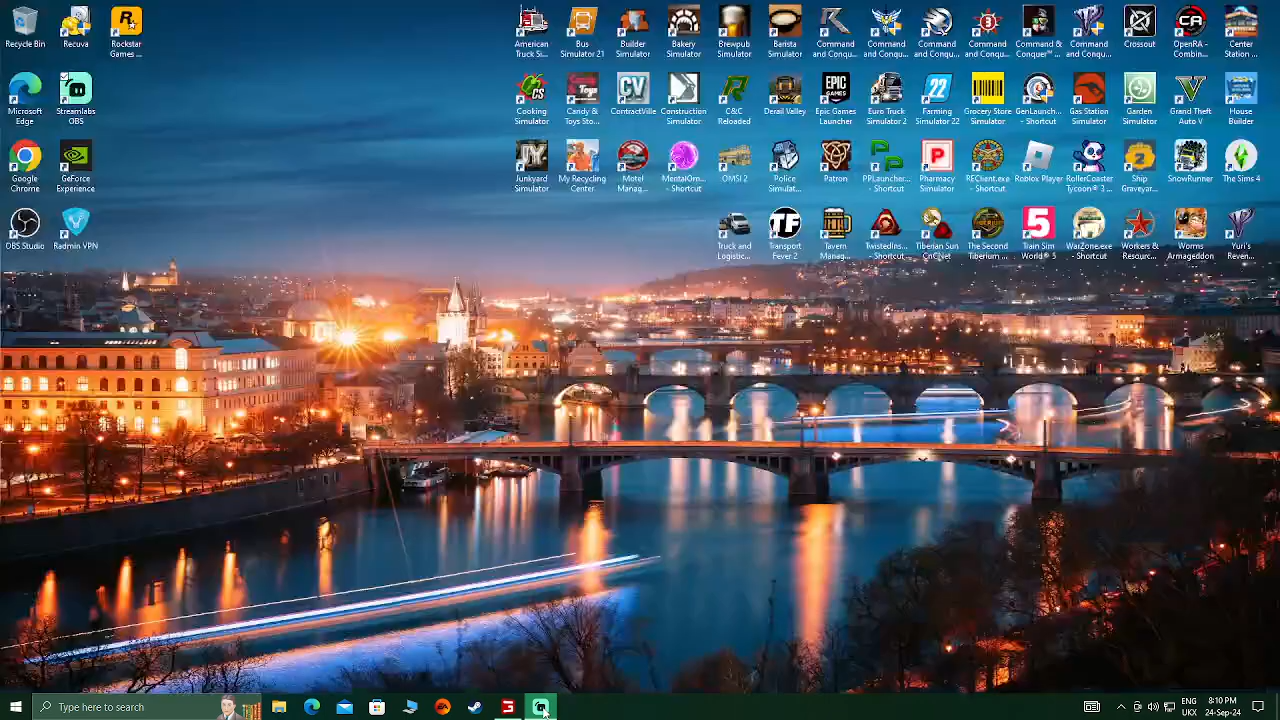 Recycle Bin
Recuva
Rockstar
Games ...
American
Truck Si...
Bus
Simulator 21
Builder
Simulator
Bakery
Simulator
Brewpub
Simulator
Barista
Simulator
Command
and Conqu...
Command
and Conqu...
Command
and Conqu...
Command
and Conqu...
Command &
Conquer™ ...
Command
and Conqu...
Crossout
OpenRA -
Combin...
Center
Station ...
Microsoft
Edge
Streamlabs
OBS
Cooking
Simulator
Candy &
Toys Sto...
ContractVille
Construction
Simulator
C&C
Reloaded
Derail Valley
Epic Games
Launcher
Euro Truck
Simulator 2
Farming
Simulator 22
Grocery Store
Simulator
GenLaunch...
- Shortcut
Gas Station
Simulator
Garden
Simulator
Grand Theft
Auto V
House
Builder
Google
Chrome
GeForce
Experience
Junkyard
Simulator
My Recycling
Center
Motel
Manag...
MentalOm...
- Shortcut
OMSI 2
Police
Simulat...
Patron
PPLauncher...
- Shortcut
Pharmacy
Simulator
REClient.exe
- Shortcut
Roblox Player
RollerCoaster
Tycoon® 3 ...
Ship
Graveyar...
SnowRunner
The Sims 4
OBS Studio
Radmin VPN
Truck and
Logistic...
Transport
Fever 2
Tavern
Manag...
TwistedIns...
- Shortcut
Tiberian Sun
CnCNet
The Second
Tiberium ...
Train Sim
World® 5
WarZone.exe
- Shortcut
Workers &
Resourc...
Worms
Armageddon
Yuri's
Reven...
Type here to search
ENG
UKX
8:10 PM
24-Sep-24